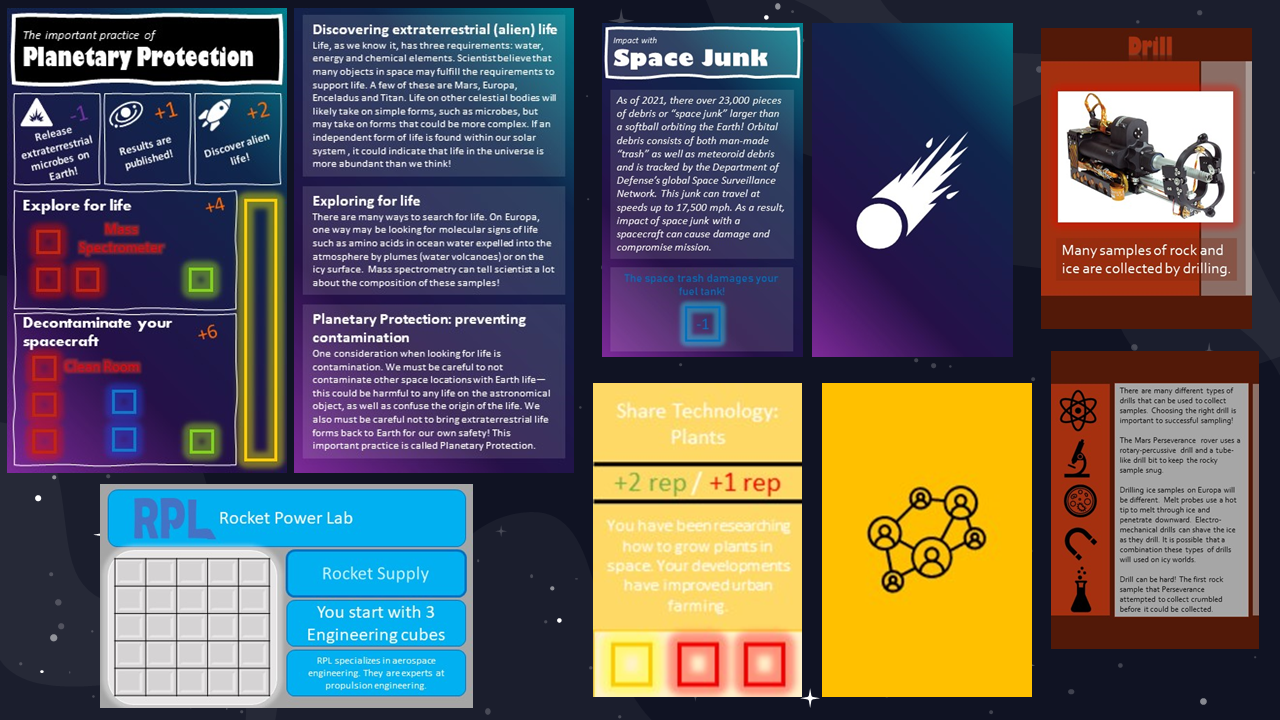 The important practice of
Planetary Protection
-1
Release
extraterrestrial
microbes on
Earth!
+1
Results are
published!
+2
Discover alien
life!
Explore for life
+4
Mass
Spectrometer
Decontaminate your
spacecraft
+6
Clean Room
Discovering extraterrestrial (alien) life
Life, as we know it, has three requirements: water,
energy and chemical elements. Scientist believe that
many objects in space may fulfill the requirements to
support life. A few of these are Mars, Europa,
Enceladus and Titan. Life on other celestial bodies will
likely take on simple forms, such as microbes, but
may take on forms that could be more complex. If an
independent form of life is found within our solar
system , it could indicate that life in the universe is
more abundant than we think!
Exploring for life
There are many ways to search for life. On Europa,
one way may be looking for molecular signs of life
such as amino acids in ocean water expelled into the
atmosphere by plumes (water volcanoes) or on the
icy surface. Mass spectrometry can tell scientist a lot
about the composition of these samples!
Planetary Protection: preventing
contamination
One consideration when looking for life is
contamination. We must be careful to not
contaminate other space locations with Earth life—
this could be harmful to any life on the astronomical
object, as well as confuse the origin of the life. We
also must be careful not to bring extraterrestrial life
forms back to Earth for our own safety! This
important practice is called Planetary Protection.
Impact with
Space Junk
As of 2021, there over 23,000 pieces
of debris or "space junk" larger than
a softball orbiting the Earth! Orbital
debris consists of both man-made
"trash" as well as meteoroid debris
and is tracked by the Department of
Defense's global Space Surveillance
Network. This junk can travel at
speeds up to 17,500 mph. As a result,
impact of space junk with a
spacecraft can cause damage and
compromise mission.
The space trash damages your
fuel tank!
-1
Drill
Many samples of rock and
ice are collected by drilling.
There are many different types of
drills that can be used to collect
samples. Choosing the right drill is
important to successful sampling!
The Mars Perseverance rover uses a
rotary-percussive drill and a tube-
like drill bit to keep the rocky
sample snug.
Drilling ice samples on Europa will
be different. Melt probes use a hot
tip to melt through ice and
penetrate downward. Electro-
mechanical drills can shave the ice
as they drill. It is possible that a
combination these types of drills
will used on icy worlds.
Drill can be hard! The first rock
sample that Perseverance
attempted to collect crumbled
before it could be collected.
RPL Rocket Power Lab
Rocket Supply
You start with 3
Engineering cubes
RPL specializes in aerospace
engineering. They are experts at
propulsion engineering.
Share Technology:
Plants
+2 rep / +1 rep
You have been researching
how to grow plants in
space. Your developments
have improved urban
farming.